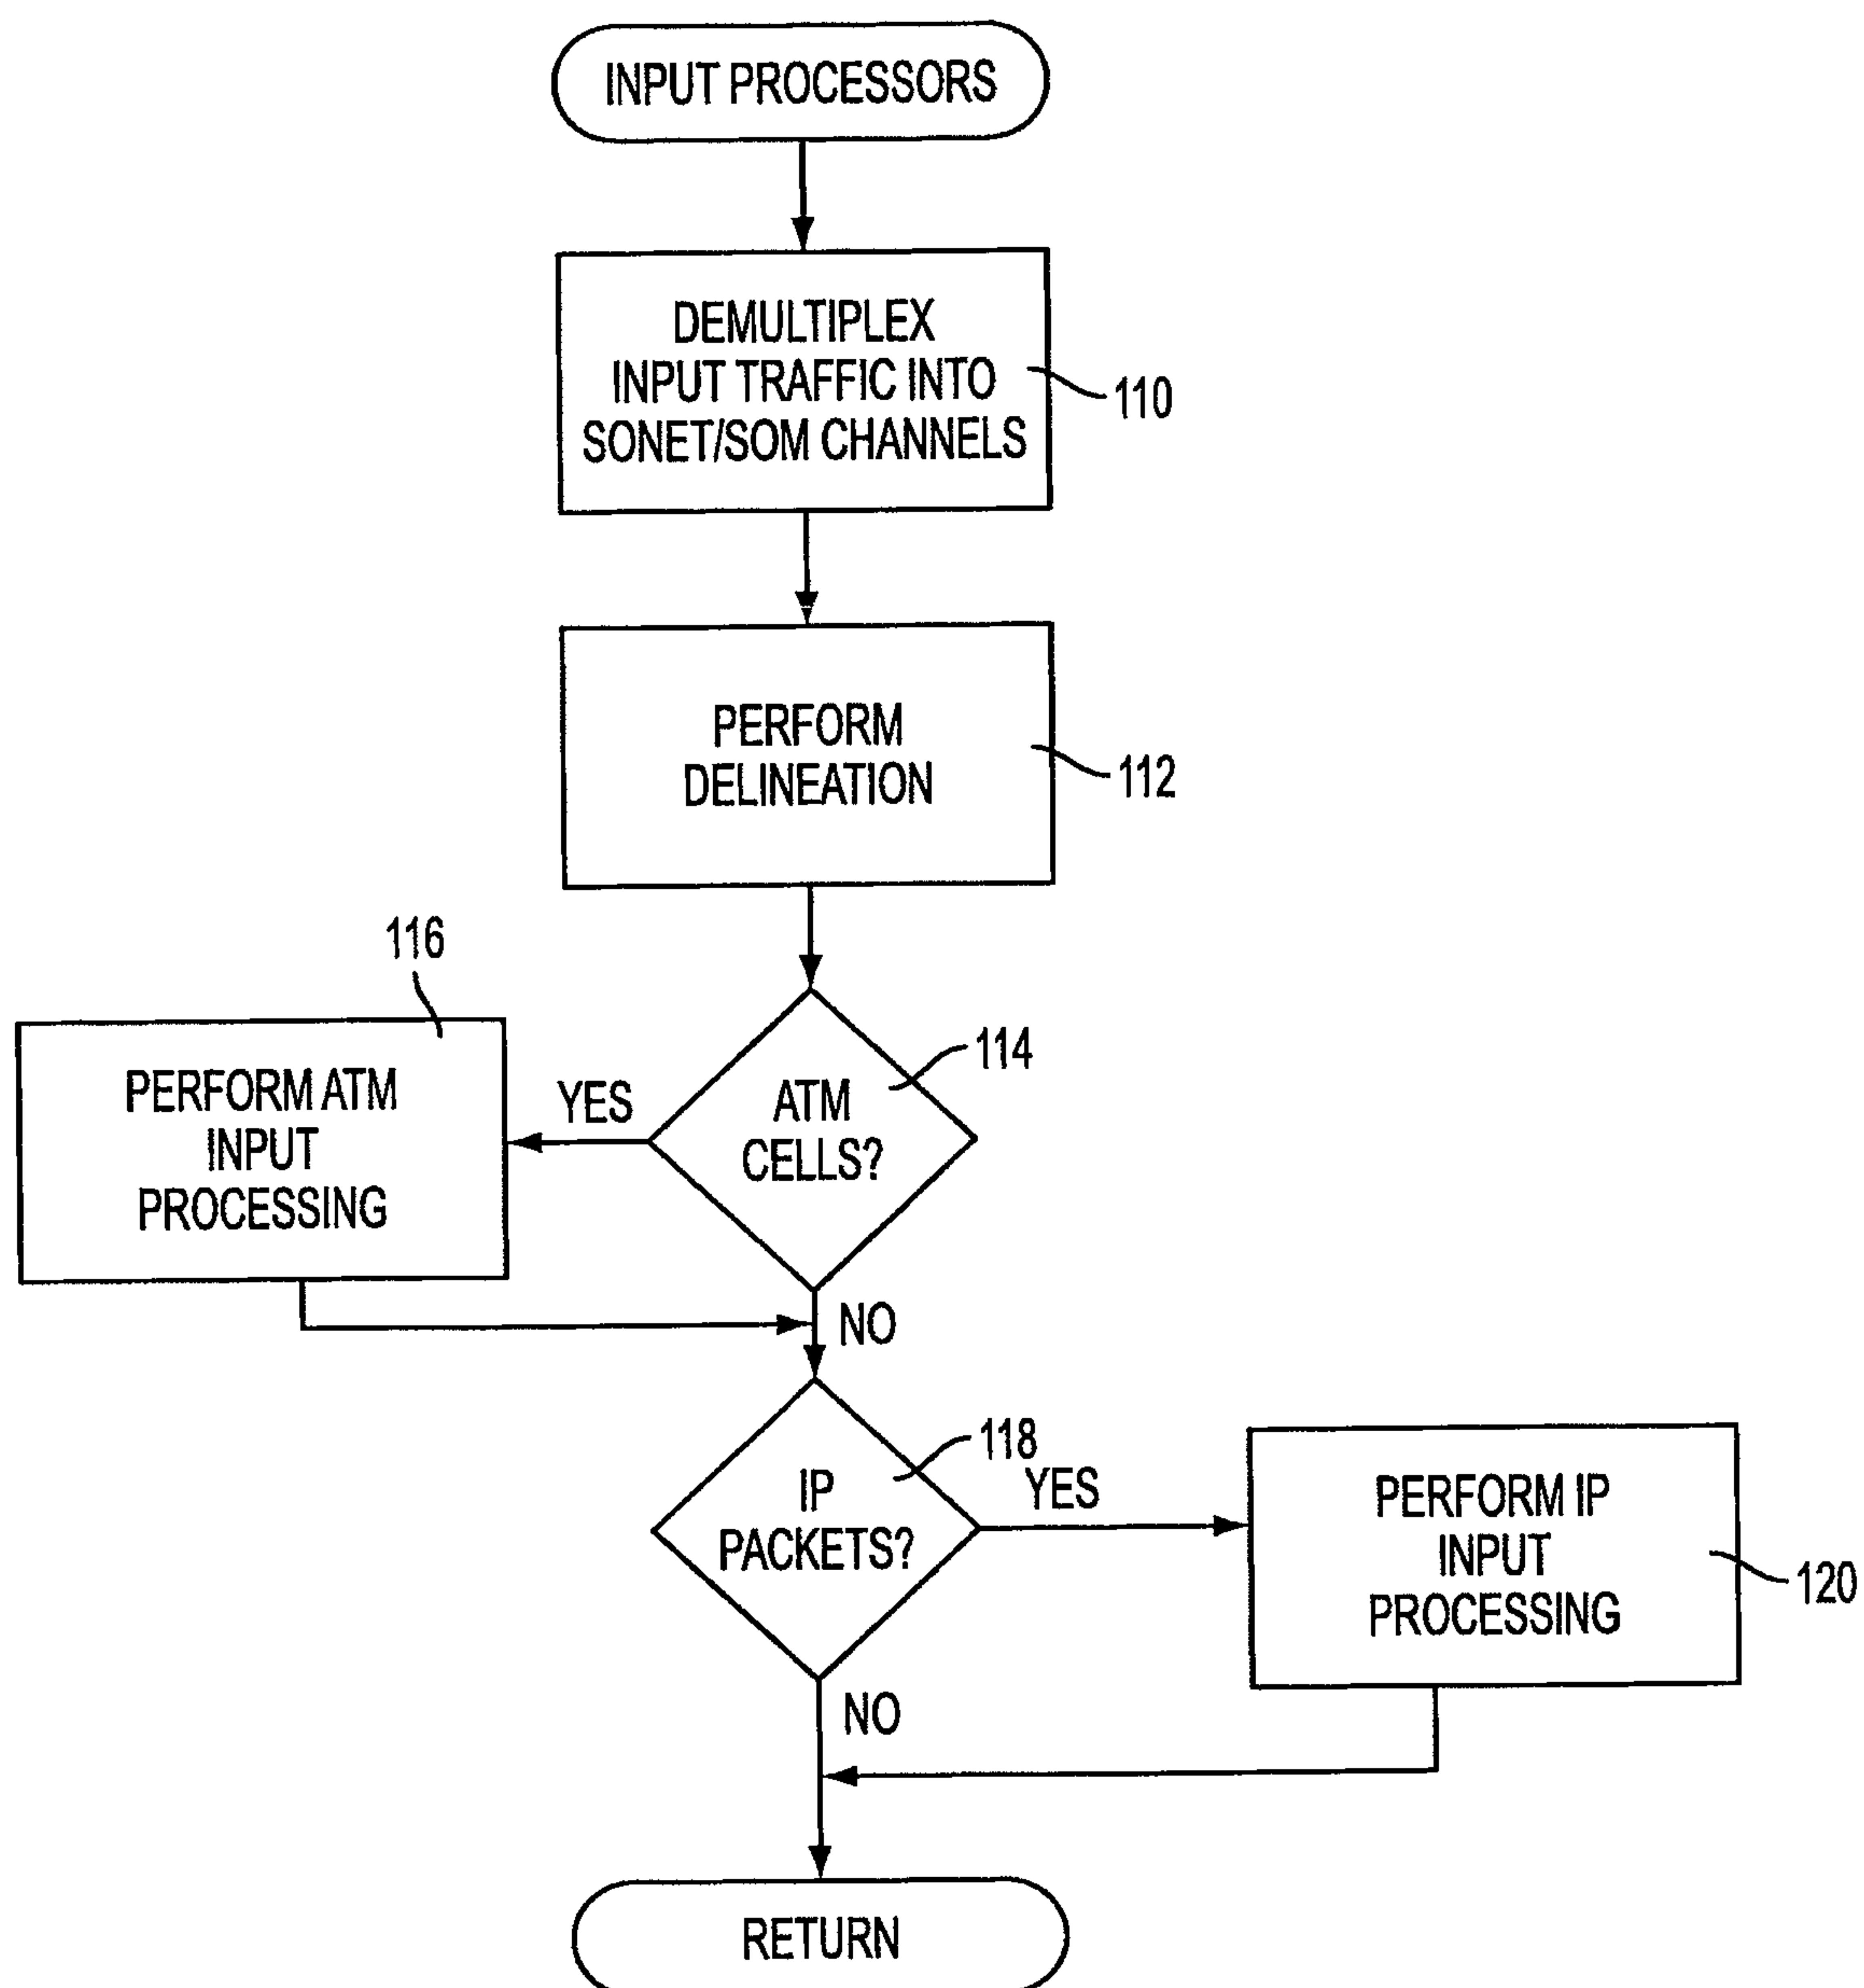 INPUT PROCESSORS
DEMULTIPLEX
INPUT TRAFFIC INTO
SONET/SOM CHANNELS
110
PERFORM
DELINEATION
112
116
PERFORM ATM
INPUT
PROCESSING
YES
114
ATM
CELLS?
NO
118
IP
PACKETS?
YES
PERFORM IP
INPUT
PROCESSING
120
NO
RETURN